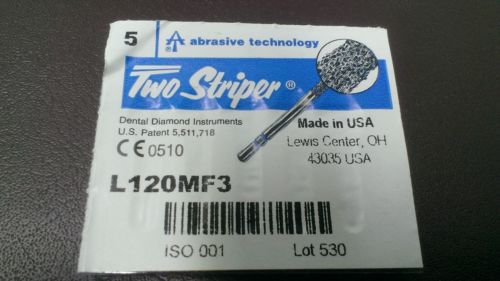 5
AT ® abrasive technology
Two Striper ®
Dental Diamond Instruments
U.S. Patent 5,511,718
CE 0510
Made in USA
Lewis Center, OH
43035 USA
L120MF3
ISO 001 Lot 530